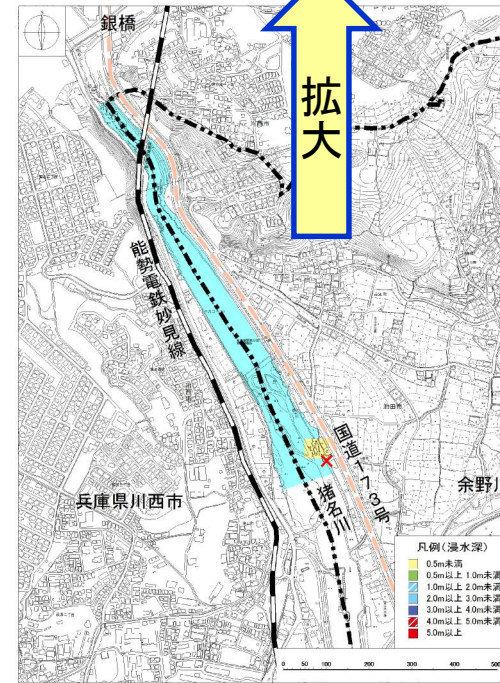 銀橋
拡大
能勢電鉄妙見線
国道173号
猪名川
池田市
余野川
兵庫県川西市
凡例(浸水深)
0.5m未満
0.5m以上 1.0m未満
1.0m以上 2.0m未満
2.0m以上 3.0m未満
3.0m以上 4.0m未満
4.0m以上 5.0m未満
5.0m以上
0 50 100 200 300 400 500